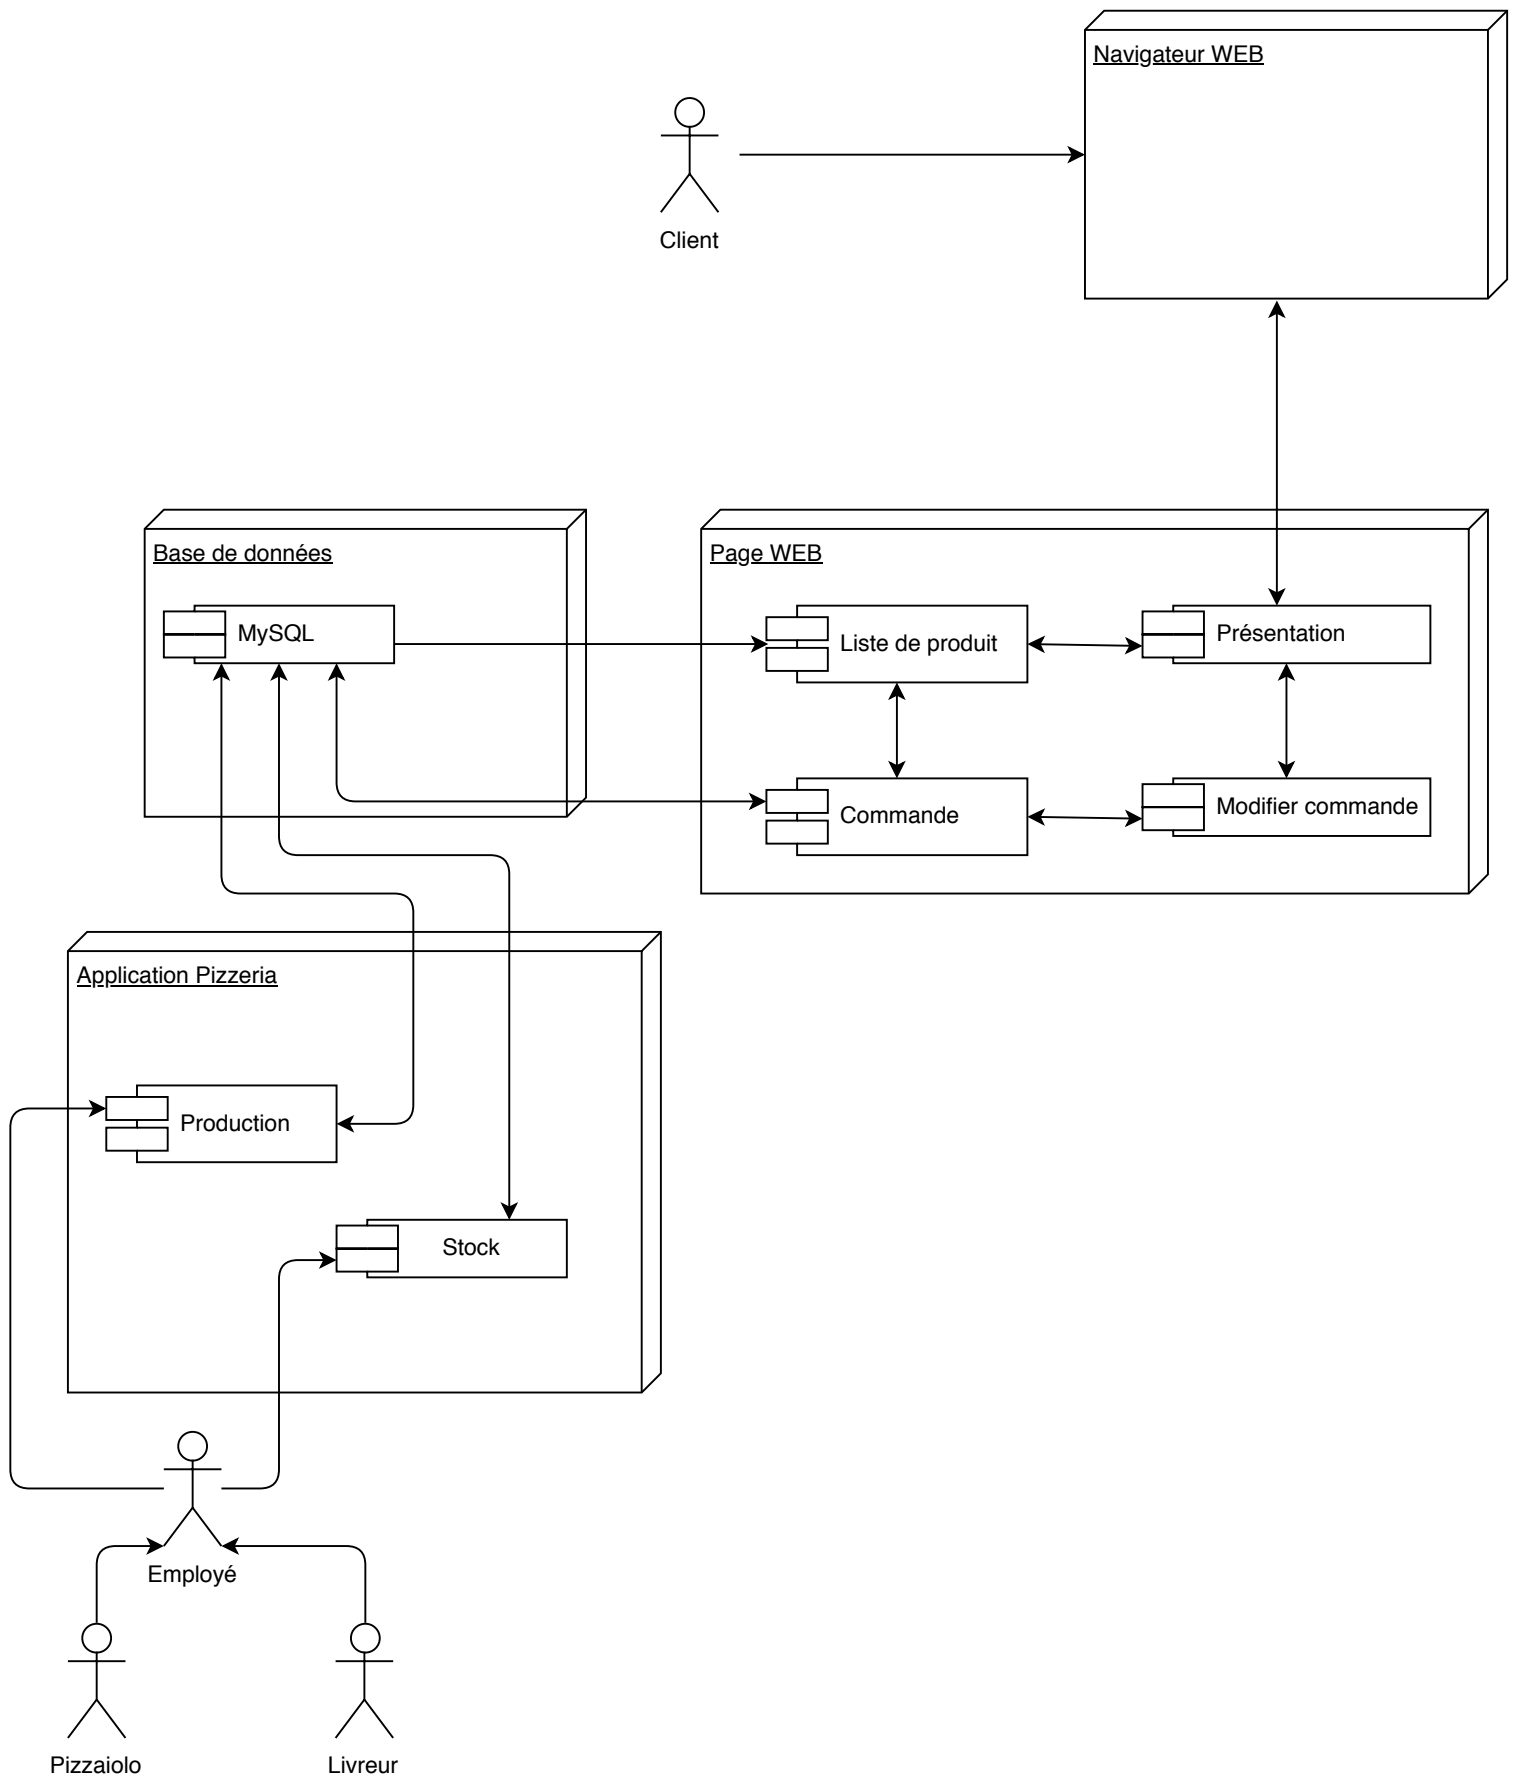 Navigateur WEB
Client
Base de données
Page WEB
MySQL
Liste de produit
Présentation
Commande
Modifier commande
Application Pizzeria
Production
Stock
Employé
Pizzaiolo
Livreur